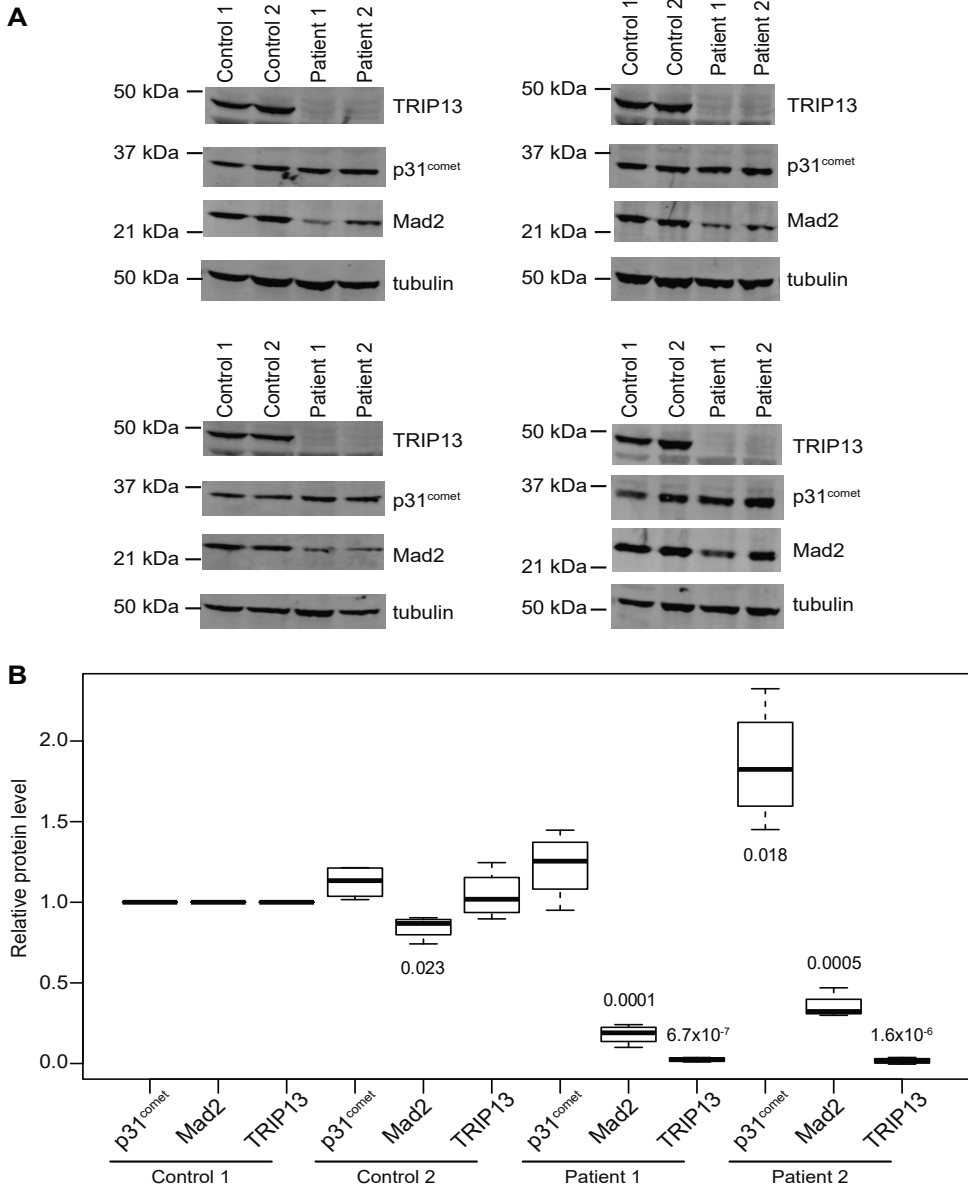 A
Control 1 Control 2 Patient 1 Patient 2
50 kDa TRIP13
37 kDa p31comet
21 kDa Mad2
50 kDa tubulin
Control 1 Control 2 Patient 1 Patient 2
50 kDa TRIP13
37 kDa p31comet
21 kDa Mad2
50 kDa tubulin
Control 1 Control 2 Patient 1 Patient 2
50 kDa TRIP13
37 kDa p31comet
21 kDa Mad2
50 kDa tubulin
Control 1 Control 2 Patient 1 Patient 2
50 kDa TRIP13
37 kDa p31comet
21 kDa Mad2
50 kDa tubulin
B
Relative protein level
2.0
1.5
1.0
0.5
0.0
0.023
0.0001
6.7x10-7
0.018
0.0005
1.6x10-6
p31comet Mad2 TRIP13 p31comet Mad2 TRIP13 p31comet Mad2 TRIP13 p31comet Mad2 TRIP13
Control 1 Control 2 Patient 1 Patient 2